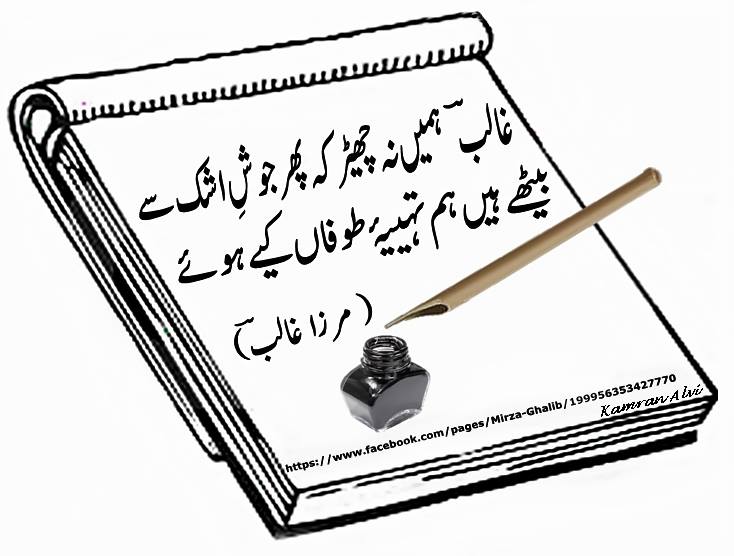 غالبؔ ہمیں نہ چھیڑ کہ پھر جوشِ اشک سے
بیٹھے ہیں ہم تہیۂ طوفاں کیے ہوئے
(مرزا غالبؔ)
https://www.facebook.com/pages/Mirza-Ghalib/199956353427770
Kamran Alvi